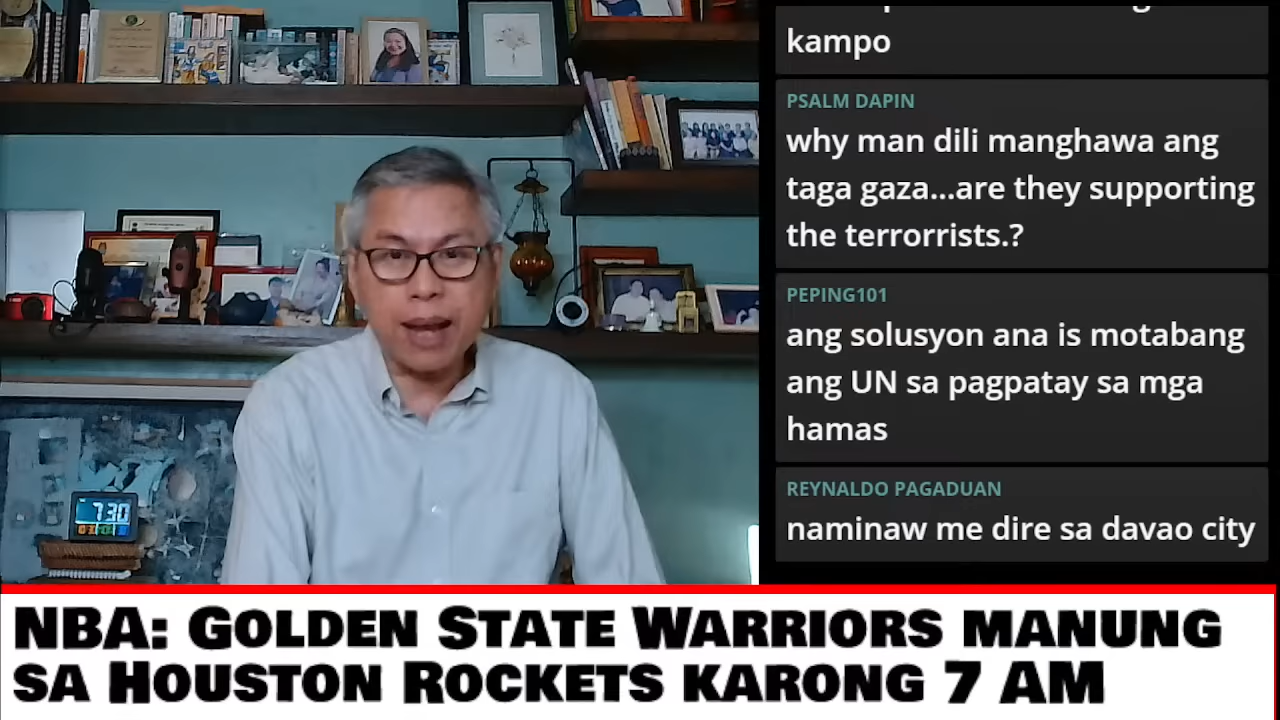 kampo
PSALM DAPIN
why man dili manghawa ang
taga gaza...are they supporting
the terrorrists.?
PEPING101
ang solusyon ana is motabang
ang UN sa pagpatay sa mga
hamas
REYNALDO PAGADUAN
naminaw me dire sa davao city
7:30
NBA: GOLDEN STATE WARRIORS MANUNG
SA HOUSTON ROCKETS KARONG 7 AM